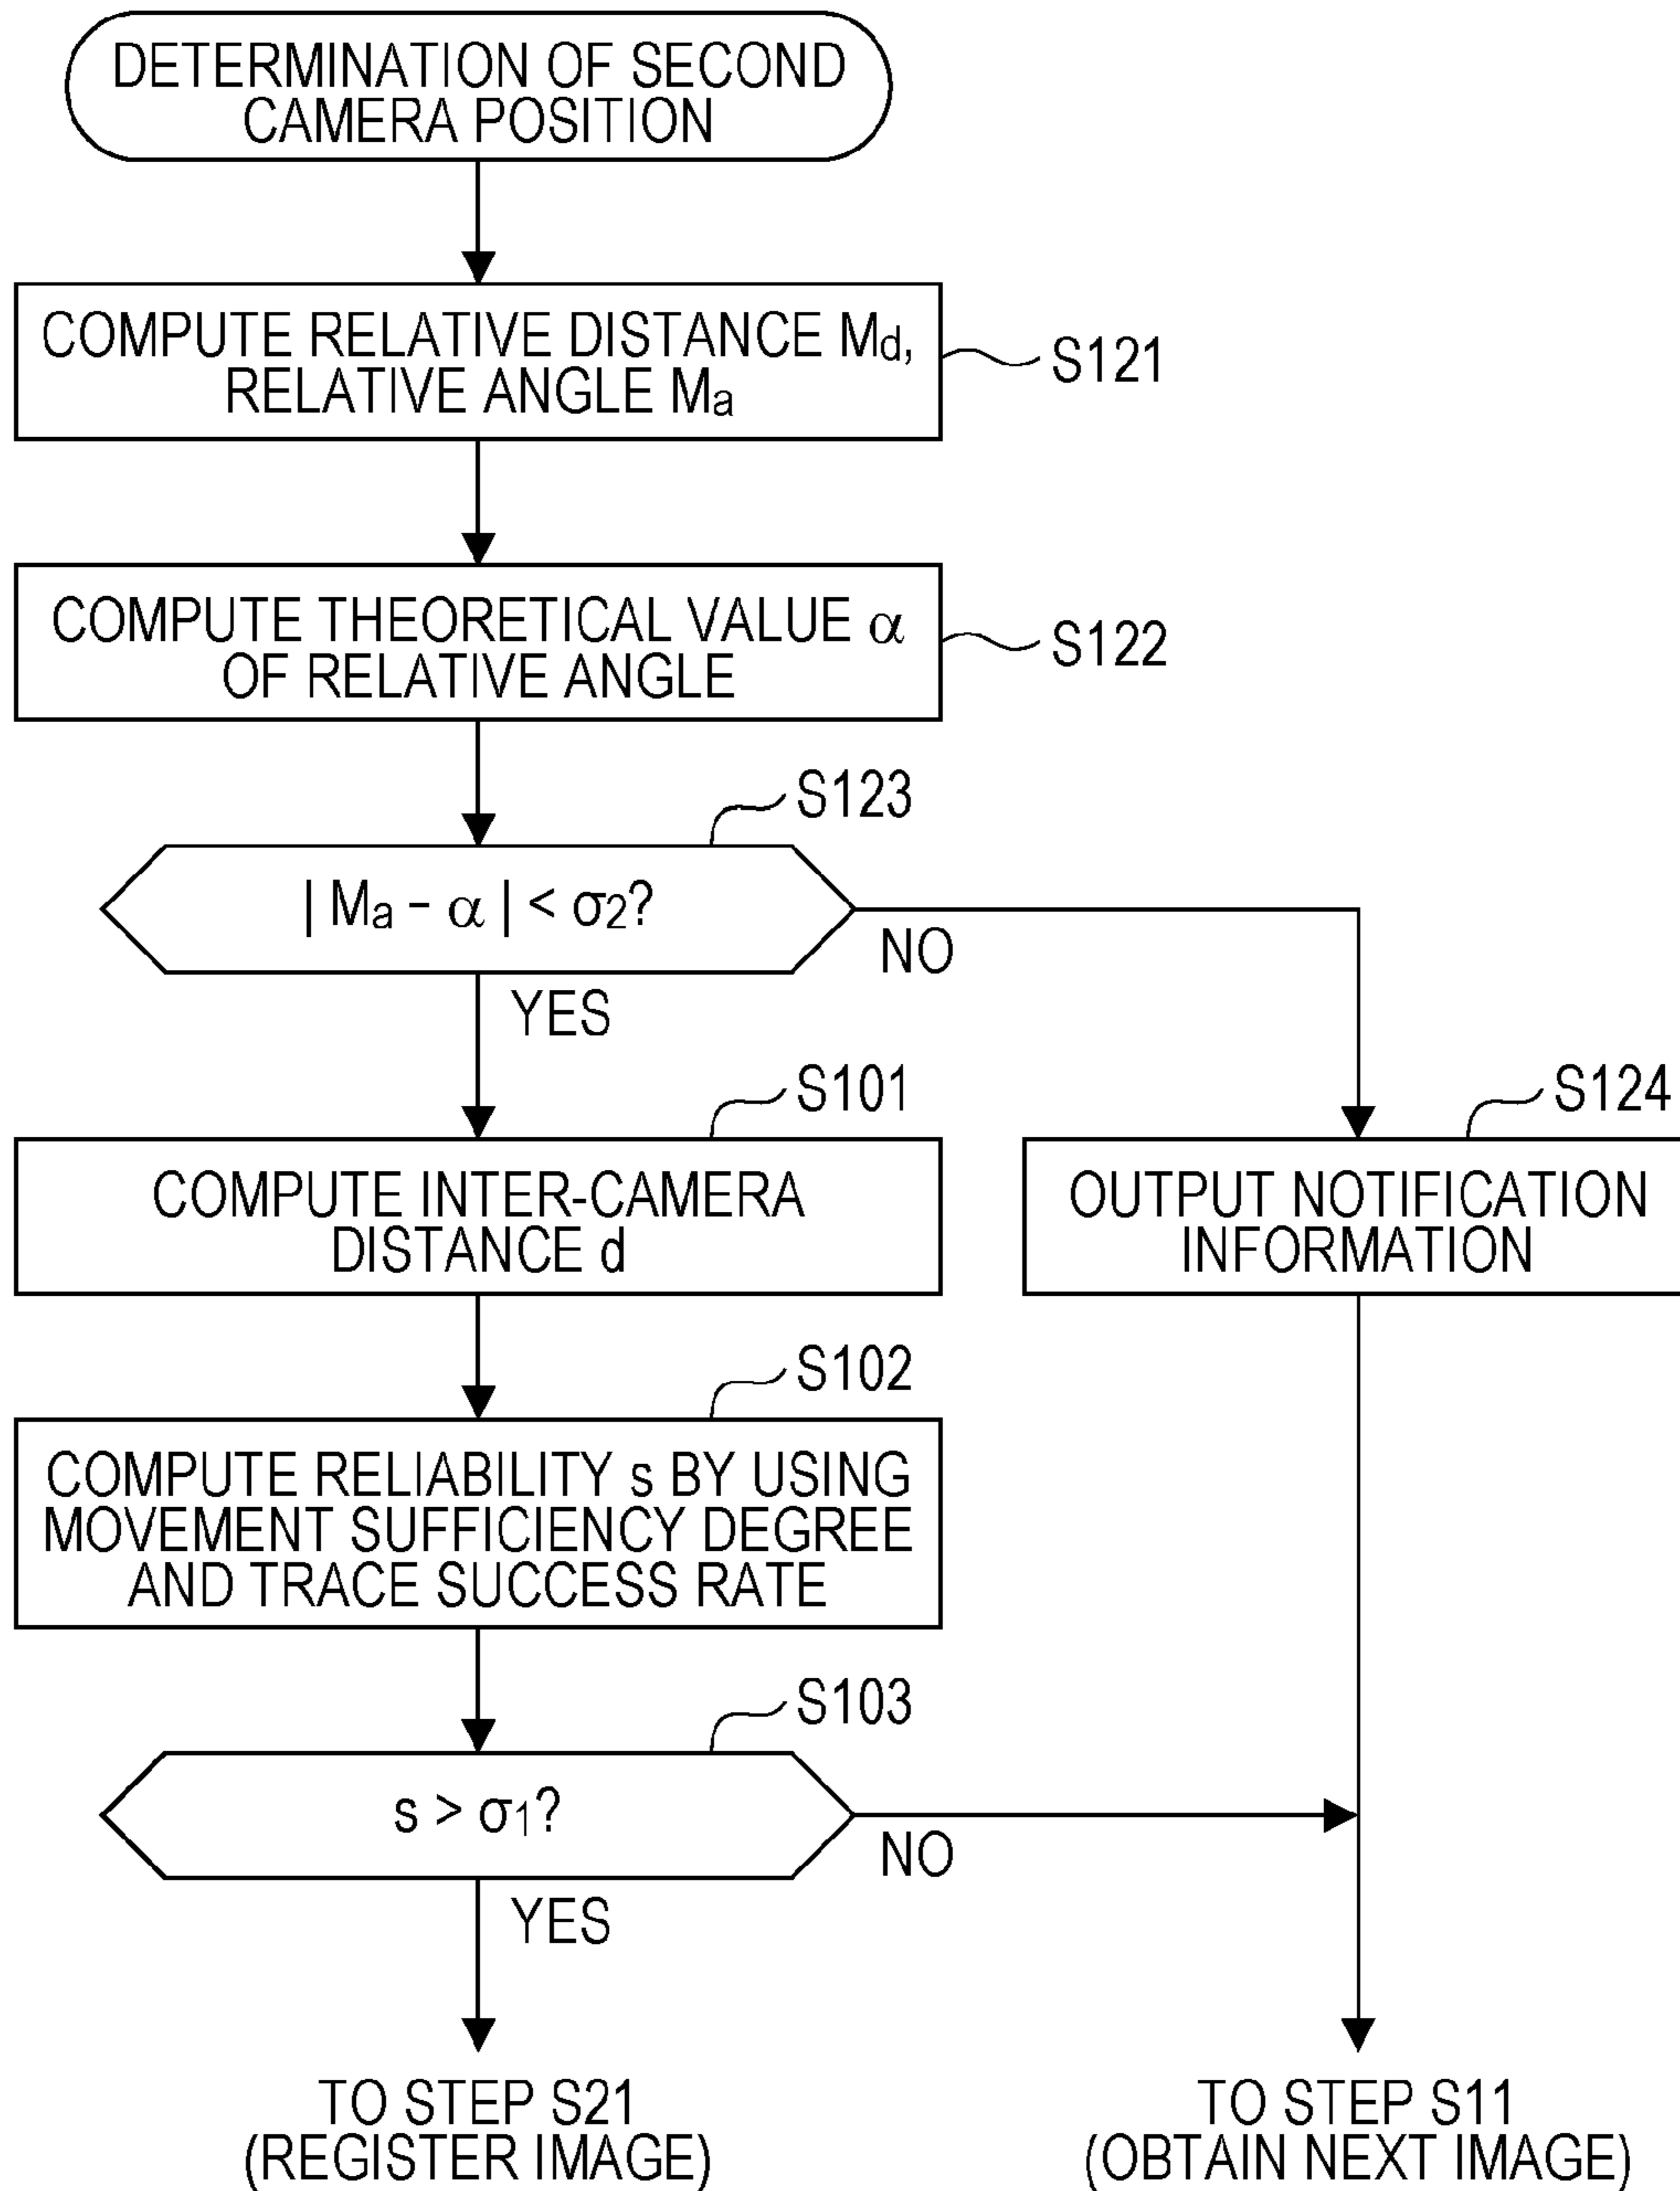 DETERMINATION OF SECOND
CAMERA POSITION
COMPUTE RELATIVE DISTANCE Md,
RELATIVE ANGLE Ma
S121
COMPUTE THEORETICAL VALUE α
OF RELATIVE ANGLE
S122
S123
| Ma - α | < σ2?
NO
YES
S101
COMPUTE INTER-CAMERA
DISTANCE d
S124
OUTPUT NOTIFICATION
INFORMATION
S102
COMPUTE RELIABILITY s BY USING
MOVEMENT SUFFICIENCY DEGREE
AND TRACE SUCCESS RATE
S103
s > σ1?
NO
YES
TO STEP S21
(REGISTER IMAGE)
TO STEP S11
(OBTAIN NEXT IMAGE)